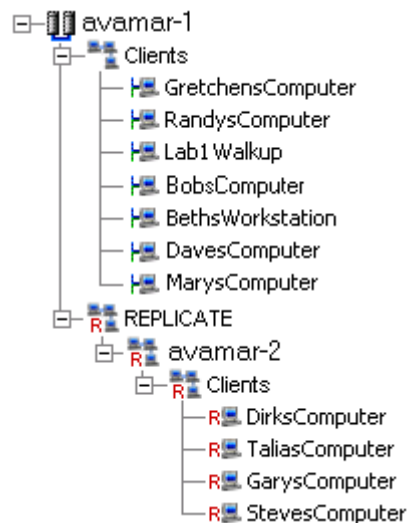 avamar-1
Clients
GretchensComputer
RandysComputer
Lab1Walkup
BobsComputer
BethsWorkstation
DavesComputer
MarysComputer
R REPLICATE
R avamar-2
R Clients
R DirksComputer
R TaliasComputer
R GarysComputer
R StevesComputer